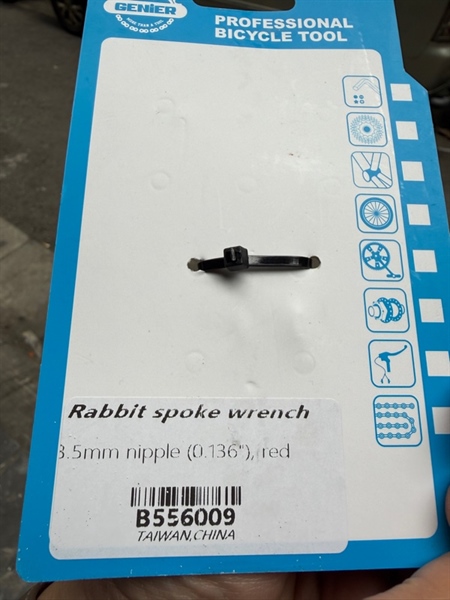 GENIER
PROFESSIONAL
BICYCLE TOOL
Rabbit spoke wrench
3.5mm nipple (0.136"), red
B556009
TAIWAN,CHINA